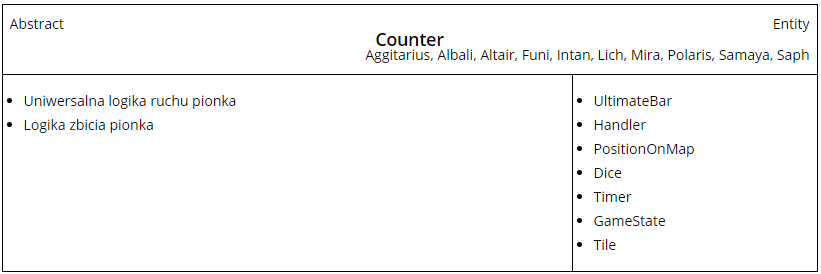 Abstract
Entity
Counter
Aggitarius, Albali, Altair, Funi, Intan, Lich, Mira, Polaris, Samaya, Saph
Uniwersalna logika ruchu pionka
Logika zbicia pionka
UltimateBar
Handler
PositionOnMap
Dice
Timer
GameState
Tile